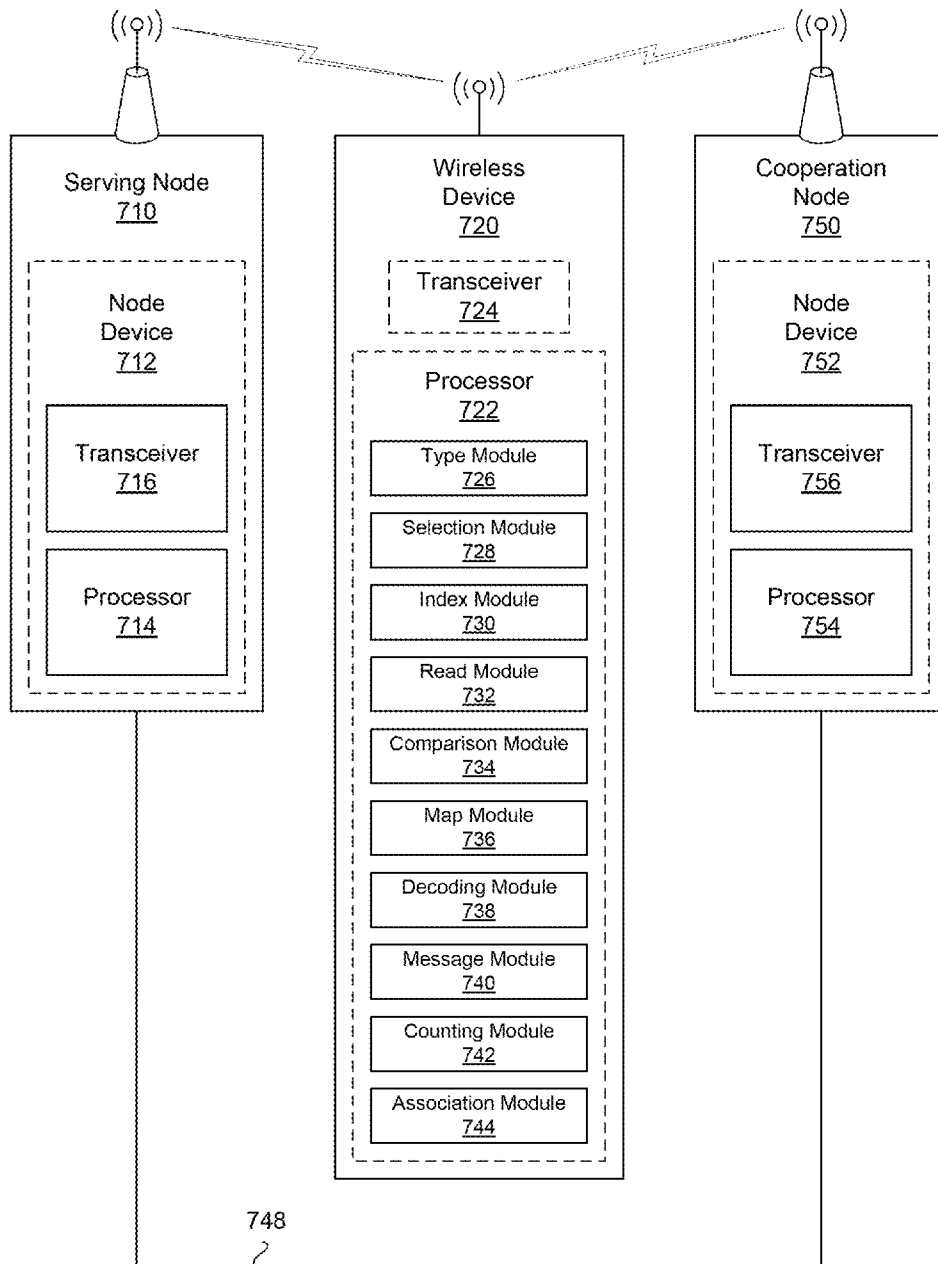 Serving Node
710
Node
Device
712
Transceiver
716
Processor
714
Wireless
Device
720
Transceiver
724
Processor
722
Type Module
726
Selection Module
728
Index Module
730
Read Module
732
Comparison Module
734
Map Module
736
Decoding Module
738
Message Module
740
Counting Module
742
Association Module
744
Cooperation
Node
750
Node
Device
752
Transceiver
756
Processor
754
748